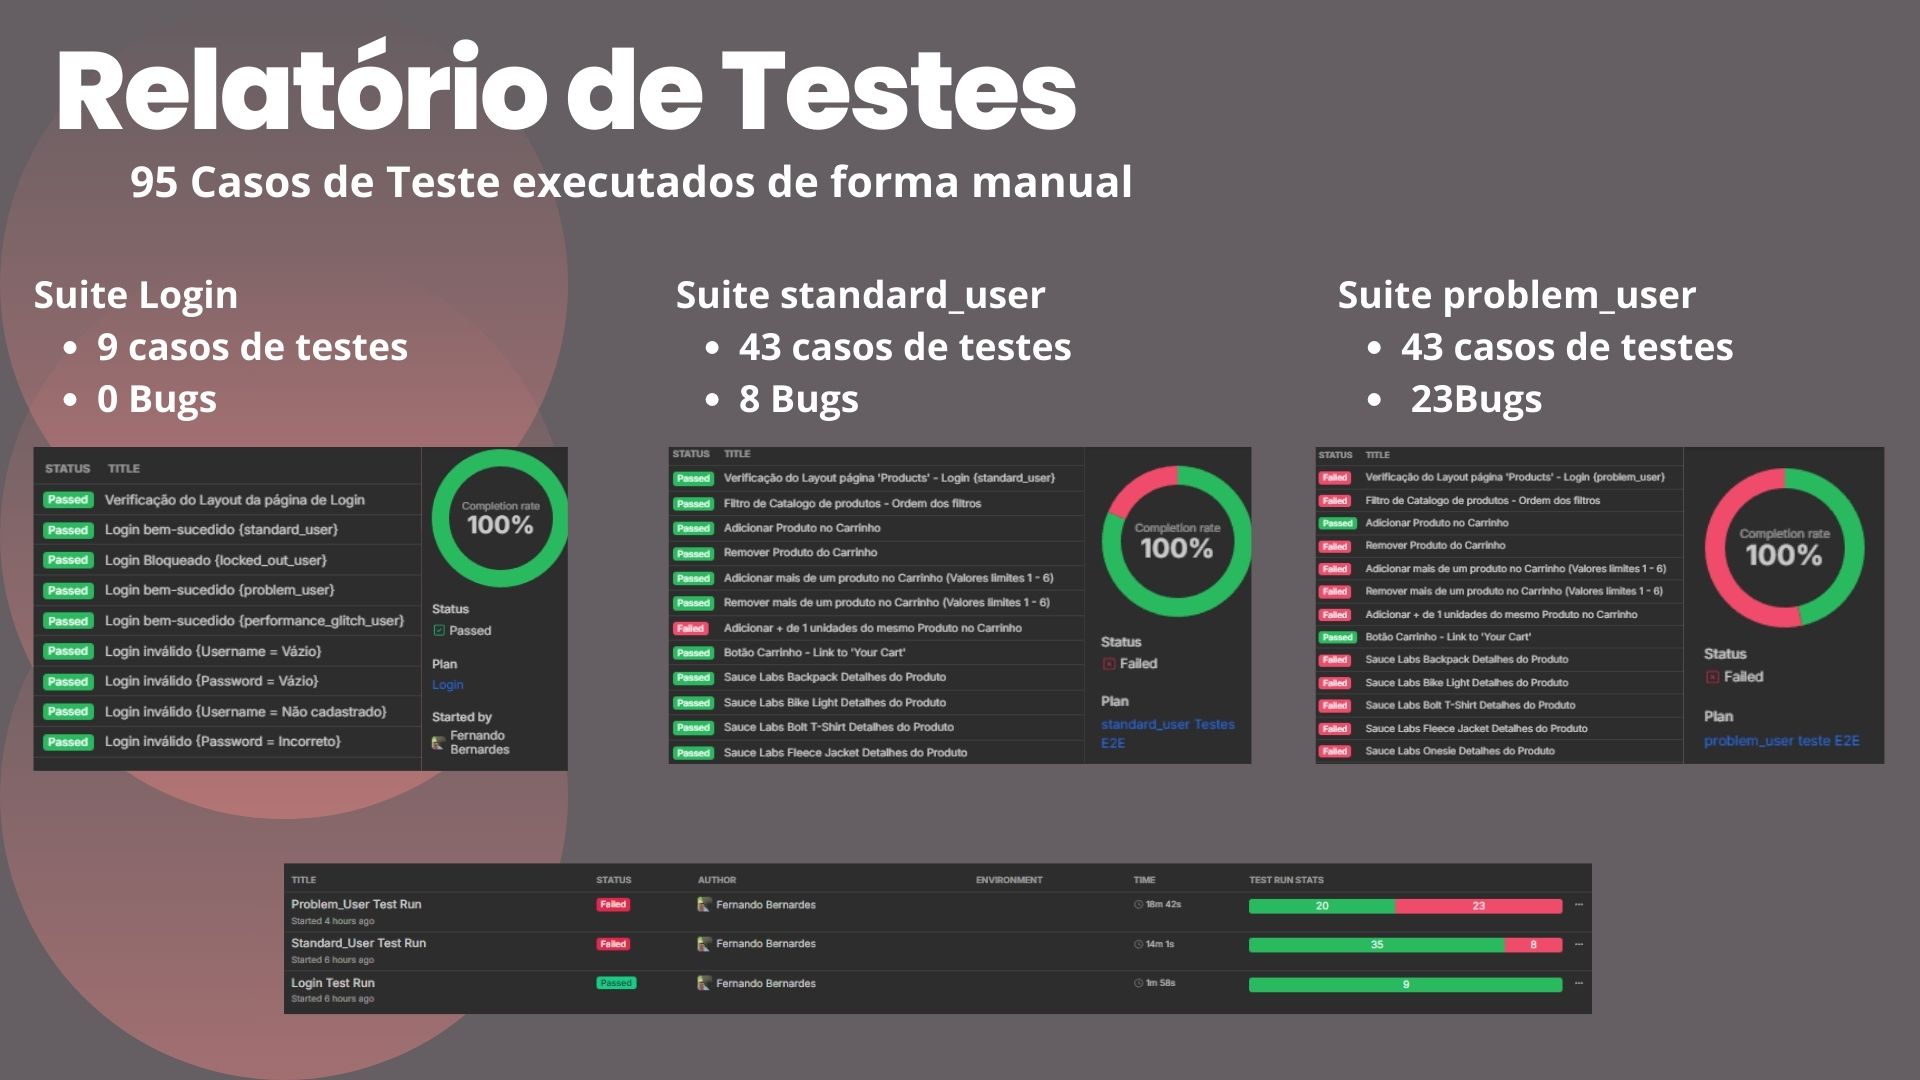 Relatório de Testes
95 Casos de Teste executados de forma manual
Suite Login
• 9 casos de testes
• 0 Bugs
STATUS TITLE
Passed Verificação do Layout da página de Login
Passed Login bem-sucedido {standard_user}
Passed Login Bloqueado {locked_out_user}
Passed Login bem-sucedido {problem_user}
Passed Login bem-sucedido {performance_glitch_user}
Passed Login inválido {Username = Vázio}
Passed Login inválido {Password = Vázio}
Passed Login inválido {Username = Não cadastrado}
Passed Login inválido {Password = Incorreto}
Completion rate
100%
Status
Passed
Plan
Login
Started by
Fernando
Bernardes
Suite standard_user
• 43 casos de testes
• 8 Bugs
STATUS TITLE
Passed Verificação do Layout página 'Products' - Login {standard_user}
Passed Filtro de Catalogo de produtos - Ordem dos filtros
Passed Adicionar Produto no Carrinho
Passed Remover Produto do Carrinho
Passed Adicionar mais de um produto no Carrinho (Valores limites 1 - 6)
Passed Remover mais de um produto no Carrinho (Valores limites 1 - 6)
Failed Adicionar + de 1 unidades do mesmo Produto no Carrinho
Passed Botão Carrinho - Link to 'Your Cart'
Passed Sauce Labs Backpack Detalhes do Produto
Passed Sauce Labs Bike Light Detalhes do Produto
Passed Sauce Labs Bolt T-Shirt Detalhes do Produto
Passed Sauce Labs Fleece Jacket Detalhes do Produto
Completion rate
100%
Status
Failed
Plan
standard_user Testes
E2E
Suite problem_user
• 43 casos de testes
• 23Bugs
STATUS TITLE
Failed Verificação do Layout página 'Products' - Login {problem_user}
Failed Filtro de Catalogo de produtos - Ordem dos filtros
Passed Adicionar Produto no Carrinho
Failed Remover Produto do Carrinho
Failed Adicionar mais de um produto no Carrinho (Valores limites 1 - 6)
Failed Remover mais de um produto no Carrinho (Valores limites 1 - 6)
Failed Adicionar + de 1 unidades do mesmo Produto no Carrinho
Passed Botão Carrinho - Link to 'Your Cart'
Failed Sauce Labs Backpack Detalhes do Produto
Failed Sauce Labs Bike Light Detalhes do Produto
Failed Sauce Labs Bolt T-Shirt Detalhes do Produto
Failed Sauce Labs Fleece Jacket Detalhes do Produto
Failed Sauce Labs Onesie Detalhes do Produto
Completion rate
100%
Status
Failed
Plan
problem_user teste E2E
TITLE STATUS AUTHOR ENVIRONMENT TIME TEST RUN STATS
Problem_User Test Run Failed Fernando Bernardes 18m 42s 20 23 ...
Started 4 hours ago
Standard_User Test Run Failed Fernando Bernardes 14m 1s 35 8 ...
Started 6 hours ago
Login Test Run Passed Fernando Bernardes 1m 58s 9 ...
Started 6 hours ago